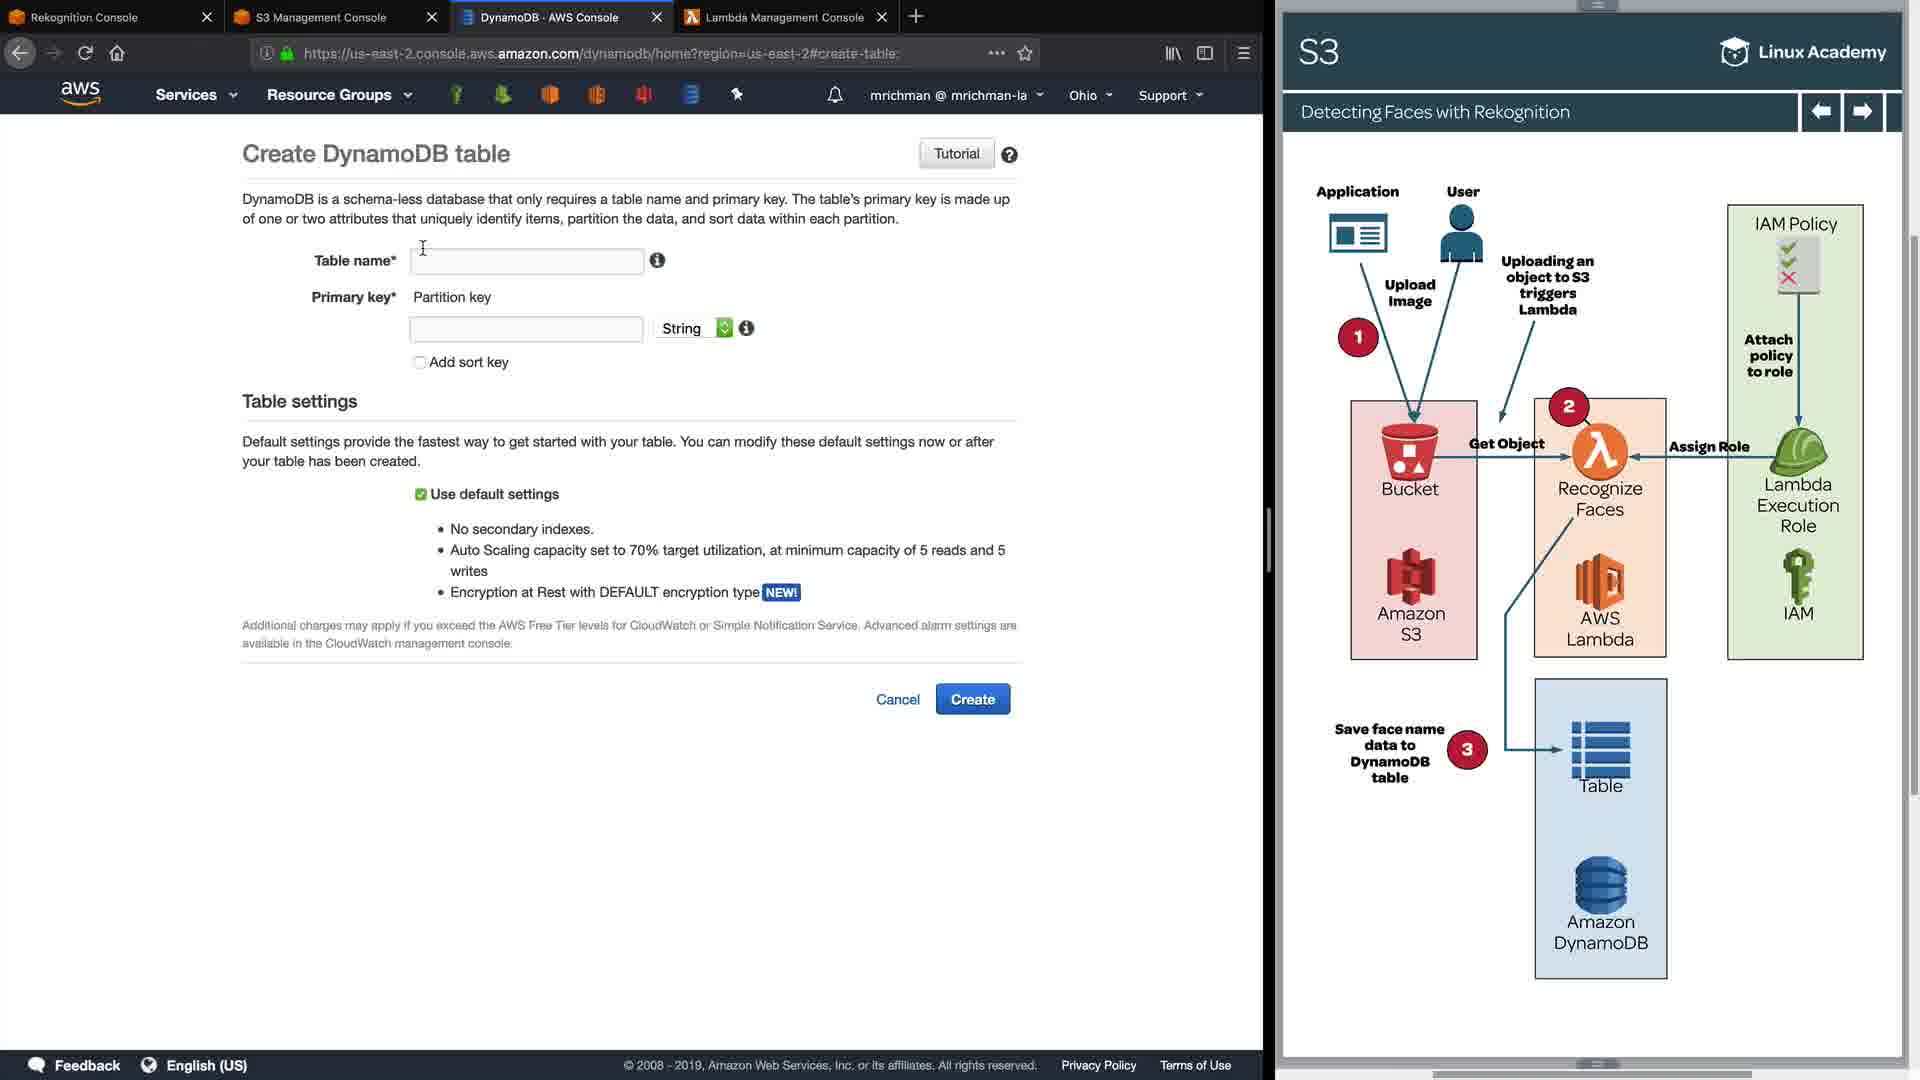 Rekognition Console
S3 Management Console
DynamoDB · AWS Console
Lambda Management Console
https://us-east-2.console.aws.amazon.com/dynamodb/home?region=us-east-2#create-table:
aws
Services
Resource Groups
mrichman @ mrichman-la
Ohio
Support
Create DynamoDB table
Tutorial
DynamoDB is a schema-less database that only requires a table name and primary key. The table's primary key is made up
of one or two attributes that uniquely identify items, partition the data, and sort data within each partition.
Table name*
Primary key*
Partition key
String
Add sort key
Table settings
Default settings provide the fastest way to get started with your table. You can modify these default settings now or after
your table has been created.
Use default settings
No secondary indexes.
Auto Scaling capacity set to 70% target utilization, at minimum capacity of 5 reads and 5
writes
Encryption at Rest with DEFAULT encryption type NEW!
Additional charges may apply if you exceed the AWS Free Tier levels for CloudWatch or Simple Notification Service. Advanced alarm settings are
available in the CloudWatch management console.
Cancel
Create
Feedback
English (US)
© 2008 - 2019, Amazon Web Services, Inc. or its affiliates. All rights reserved.
Privacy Policy
Terms of Use
S3
Linux Academy
Detecting Faces with Rekognition
Application
User
IAM Policy
Upload
Image
Uploading an
object to S3
triggers
Lambda
1
Attach
policy
to role
2
Get Object
Assign Role
Bucket
Recognize
Faces
Lambda
Execution
Role
Amazon
S3
AWS
Lambda
IAM
Save face name
data to
DynamoDB
table
3
Table
Amazon
DynamoDB